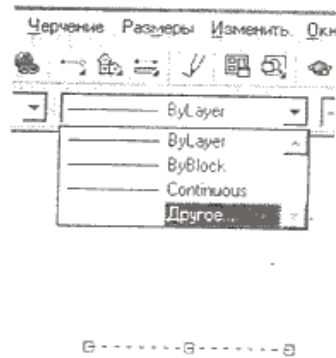 Черчение Размеры Изменить. Окн
ByLayer
ByLayer
ByBlock
Continuous
Другое...